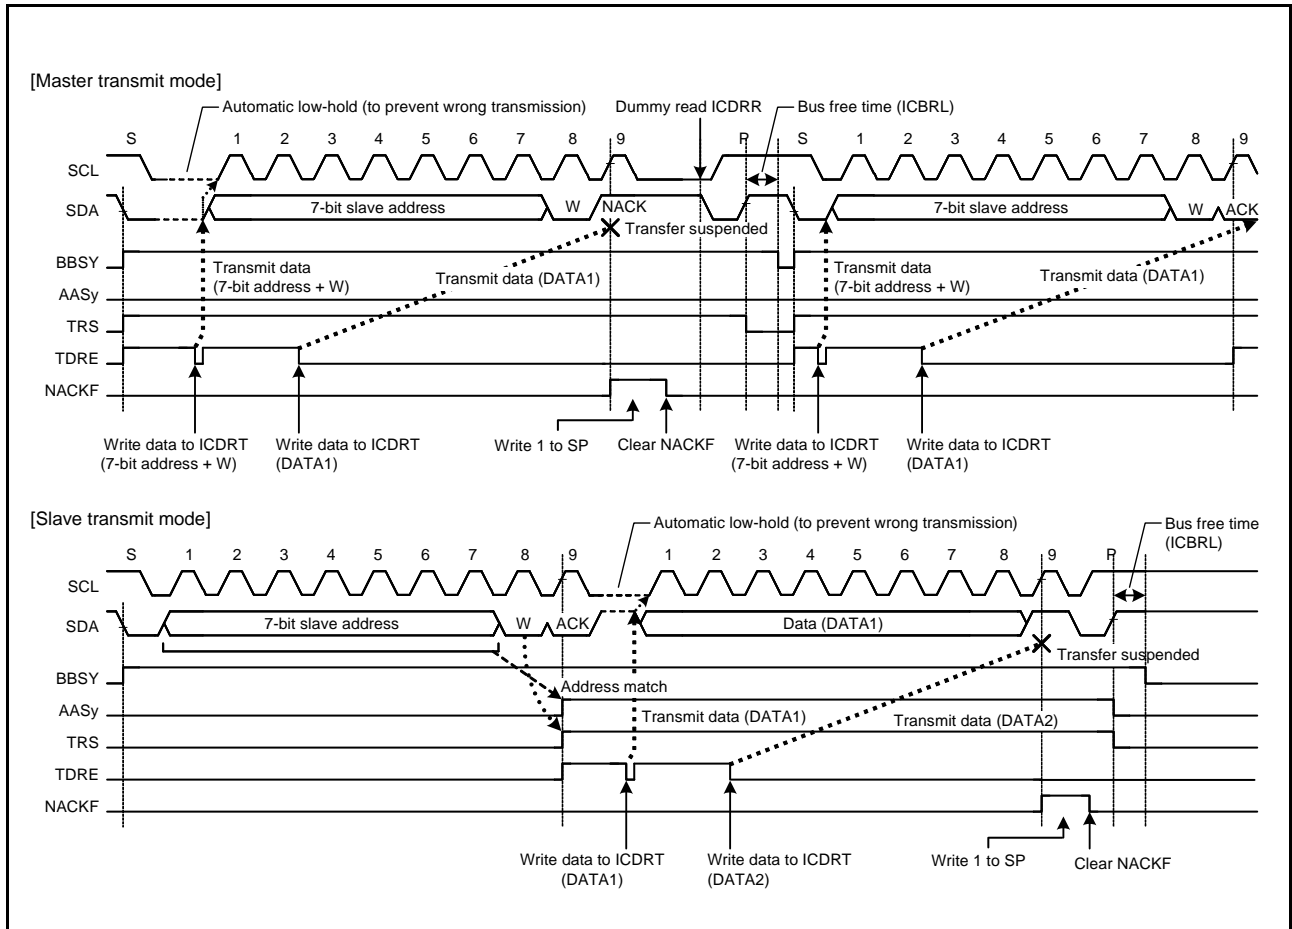 [Master transmit mode]
Automatic low-hold (to prevent wrong transmission)
Dummy read ICDRR
Bus free time (ICBRL)
S 1 2 3 4 5 6 7 8 9 P S 1 2 3 4 5 6 7 8 9
SCL
SDA 7-bit slave address W NACK 7-bit slave address W ACK
Transfer suspended
BBSY
Transmit data
(7-bit address + W)
Transmit data (DATA1)
Transmit data
(7-bit address + W)
Transmit data (DATA1)
AASy
TRS
TDRE
NACKF
Write data to ICDRT
(7-bit address + W)
Write data to ICDRT
(DATA1)
Write 1 to SP
Clear NACKF
Write data to ICDRT
(7-bit address + W)
Write data to ICDRT
(DATA1)
[Slave transmit mode]
Automatic low-hold (to prevent wrong transmission)
Bus free time
(ICBRL)
S 1 2 3 4 5 6 7 8 9 1 2 3 4 5 6 7 8 9 P
SCL
SDA 7-bit slave address W ACK Data (DATA1)
Transfer suspended
BBSY
Address match
AASy
Transmit data (DATA1)
Transmit data (DATA2)
TRS
TDRE
NACKF
Write data to ICDRT
(DATA1)
Write data to ICDRT
(DATA2)
Write 1 to SP
Clear NACKF